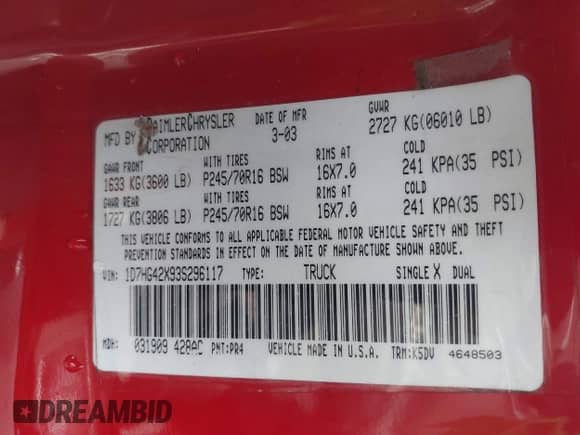 MFD BY DAIMLERCHRYSLER CORPORATION
DATE OF MFR 3-03
GVWR 2727 KG(06010 LB)
GAWR FRONT WITH TIRES RIMS AT COLD
1633 KG(3600 LB) P245/70R16 BSW 16X7.0 241 KPA(35 PSI)
GAWR REAR WITH TIRES RIMS AT COLD
1727 KG(3806 LB) P245/70R16 BSW 16X7.0 241 KPA(35 PSI)
THIS VEHICLE CONFORMS TO ALL APPLICABLE FEDERAL MOTOR VEHICLE SAFETY AND THEFT
PREVENTION STANDARDS IN EFFECT ON THE DATE OF MANUFACTURE SHOWN ABOVE
VIN: 1D7HG42X93S296117 TYPE: TRUCK SINGLE X DUAL
MDH: 031909 428AC PNT:PR4 VEHICLE MADE IN U.S.A. TRM:K5DV 4648503
DREAMBID